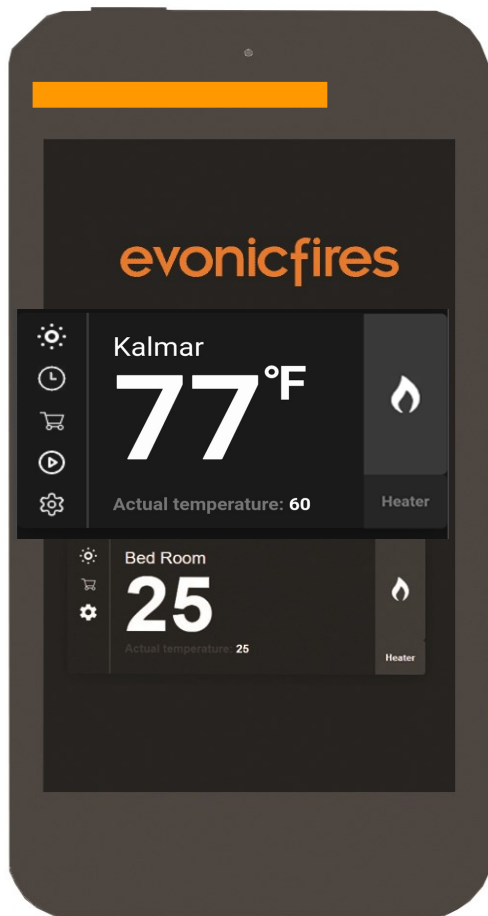 evonicfires
Kalmar
77°F
Actual temperature: 60
Heater
Bed Room
25
Actual temperature: 25
Heater